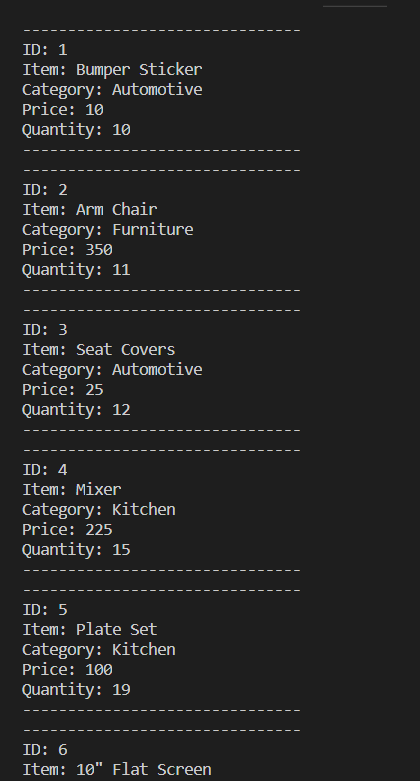 -------------------------------
ID: 1
Item: Bumper Sticker
Category: Automotive
Price: 10
Quantity: 10
-------------------------------
-------------------------------
ID: 2
Item: Arm Chair
Category: Furniture
Price: 350
Quantity: 11
-------------------------------
-------------------------------
ID: 3
Item: Seat Covers
Category: Automotive
Price: 25
Quantity: 12
-------------------------------
-------------------------------
ID: 4
Item: Mixer
Category: Kitchen
Price: 225
Quantity: 15
-------------------------------
-------------------------------
ID: 5
Item: Plate Set
Category: Kitchen
Price: 100
Quantity: 19
-------------------------------
-------------------------------
ID: 6
Item: 10" Flat Screen